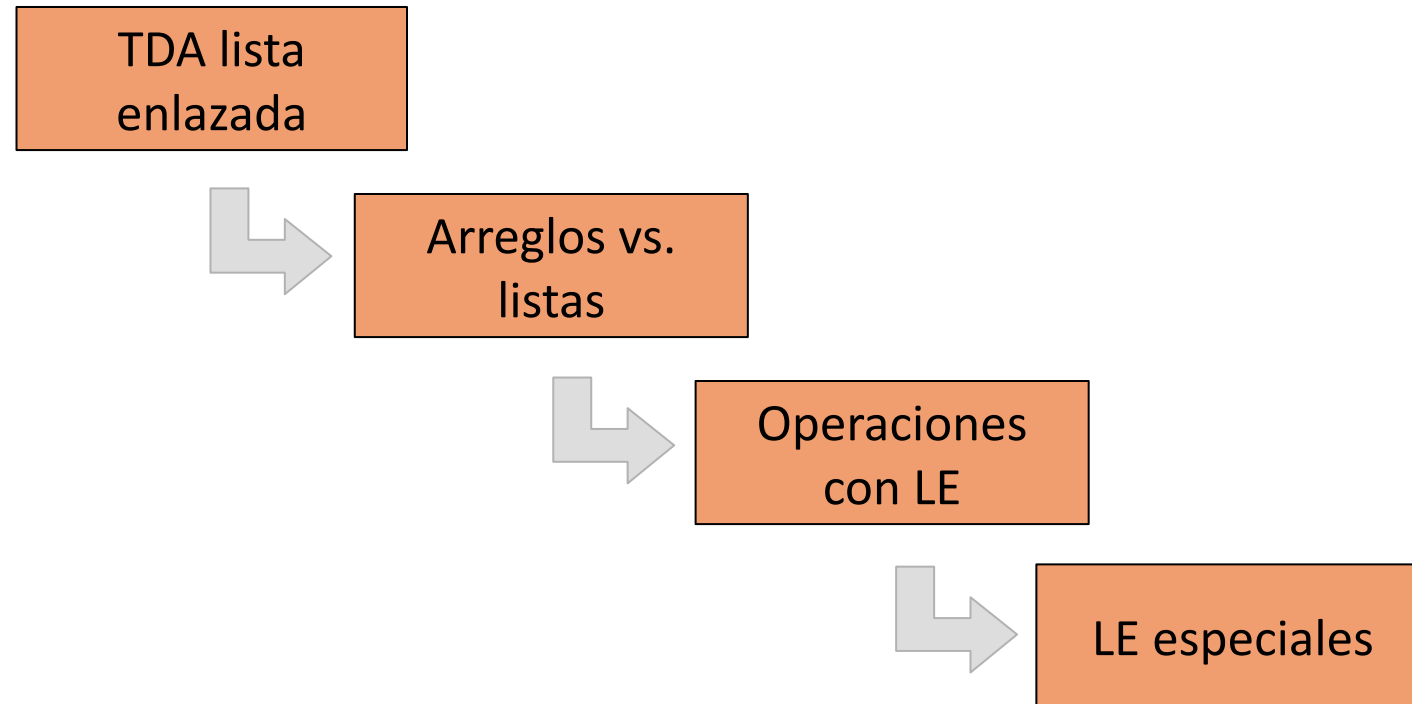 TDA lista
enlazada
Arreglos vs.
listas
Operaciones
con LE
LE especiales